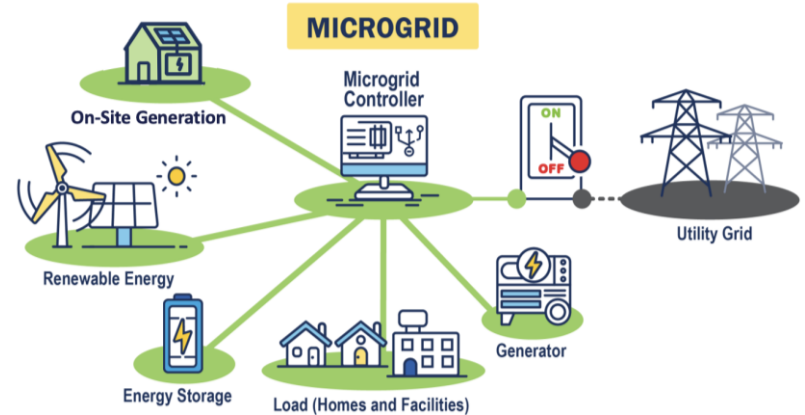 MICROGRID
Microgrid
Controller
On-Site Generation
ON
OFF
Utility Grid
Renewable Energy
Generator
Energy Storage
Load (Homes and Facilities)